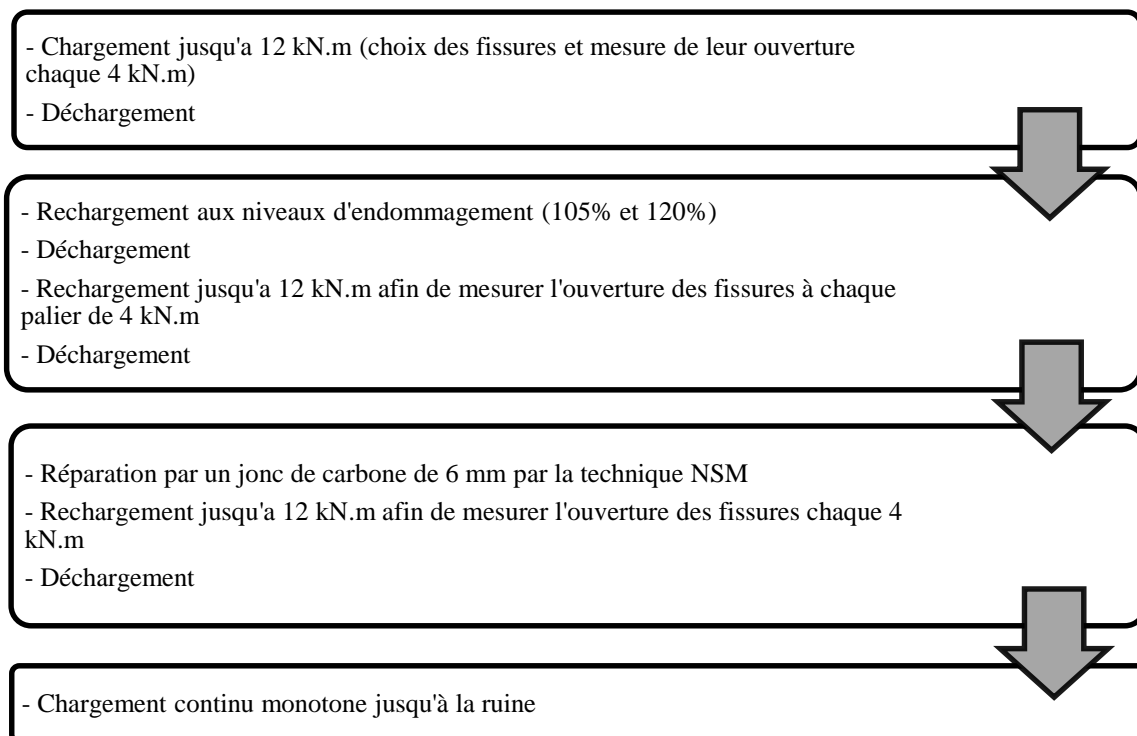 - Chargement jusqu'a 12 kN.m (choix des fissures et mesure de leur ouverture
chaque 4 kN.m)
- Déchargement
- Rechargement aux niveaux d'endommagement (105% et 120%)
- Déchargement
- Rechargement jusqu'a 12 kN.m afin de mesurer l'ouverture des fissures à chaque
palier de 4 kN.m
- Déchargement
- Réparation par un jonc de carbone de 6 mm par la technique NSM
- Rechargement jusqu'a 12 kN.m afin de mesurer l'ouverture des fissures chaque 4
kN.m
- Déchargement
- Chargement continu monotone jusqu'à la ruine